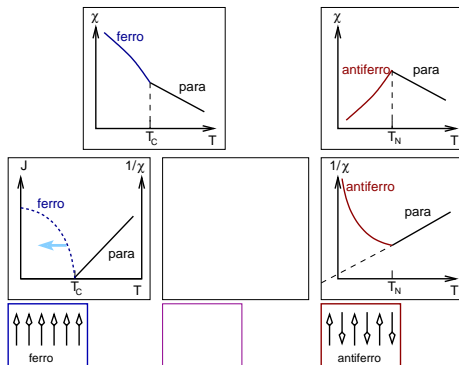 χ
ferro
para
T_C
T
χ
antiferro
para
T_N
T
J
1/χ
ferro
para
T_C
T
1/χ
antiferro
para
T_N
T
ferro
antiferro